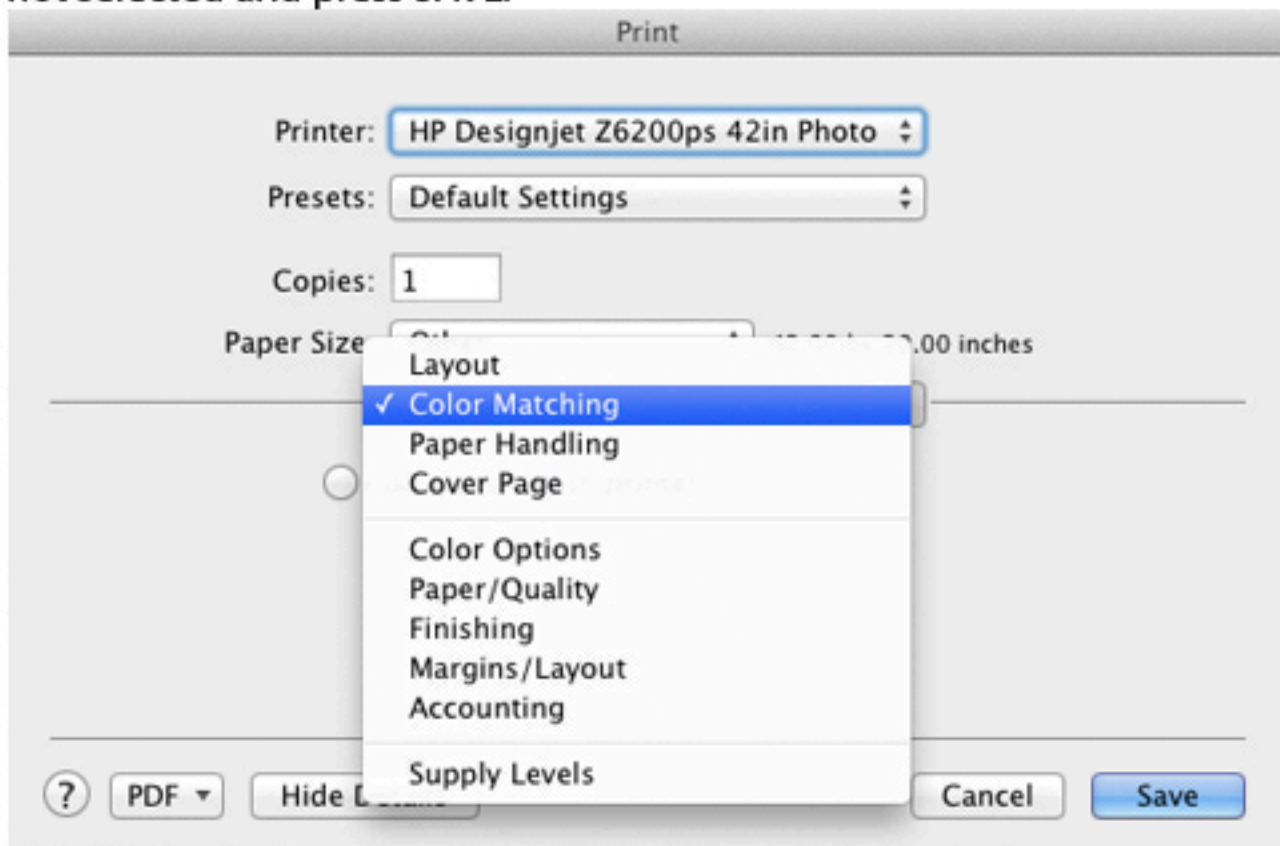 Print
Printer: HP Designjet Z6200ps 42in Photo
Presets: Default Settings
Copies: 1
Paper Size .00 inches
Layout
✓ Color Matching
Paper Handling
Cover Page
Color Options
Paper/Quality
Finishing
Margins/Layout
Accounting
Supply Levels
? PDF Hide Cancel Save